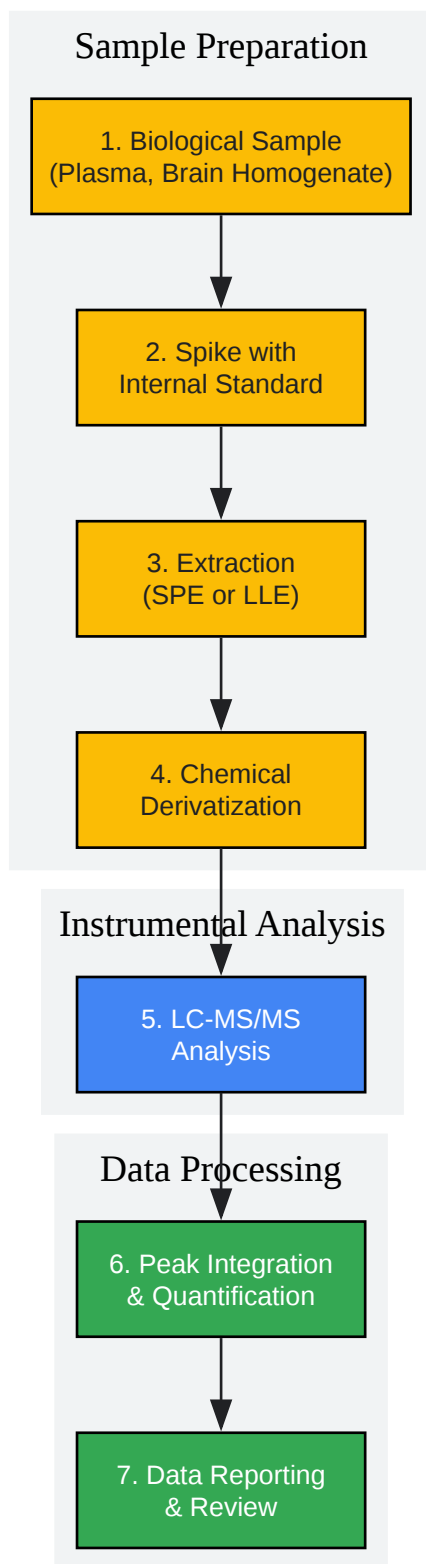 Sample Preparation
1. Biological Sample
(Plasma, Brain Homogenate)
2. Spike with
Internal Standard
3. Extraction
(SPE or LLE)
4. Chemical
Derivatization
Instrumental Analysis
5. LC-MS/MS
Analysis
Data Processing
6. Peak Integration
& Quantification
7. Data Reporting
& Review